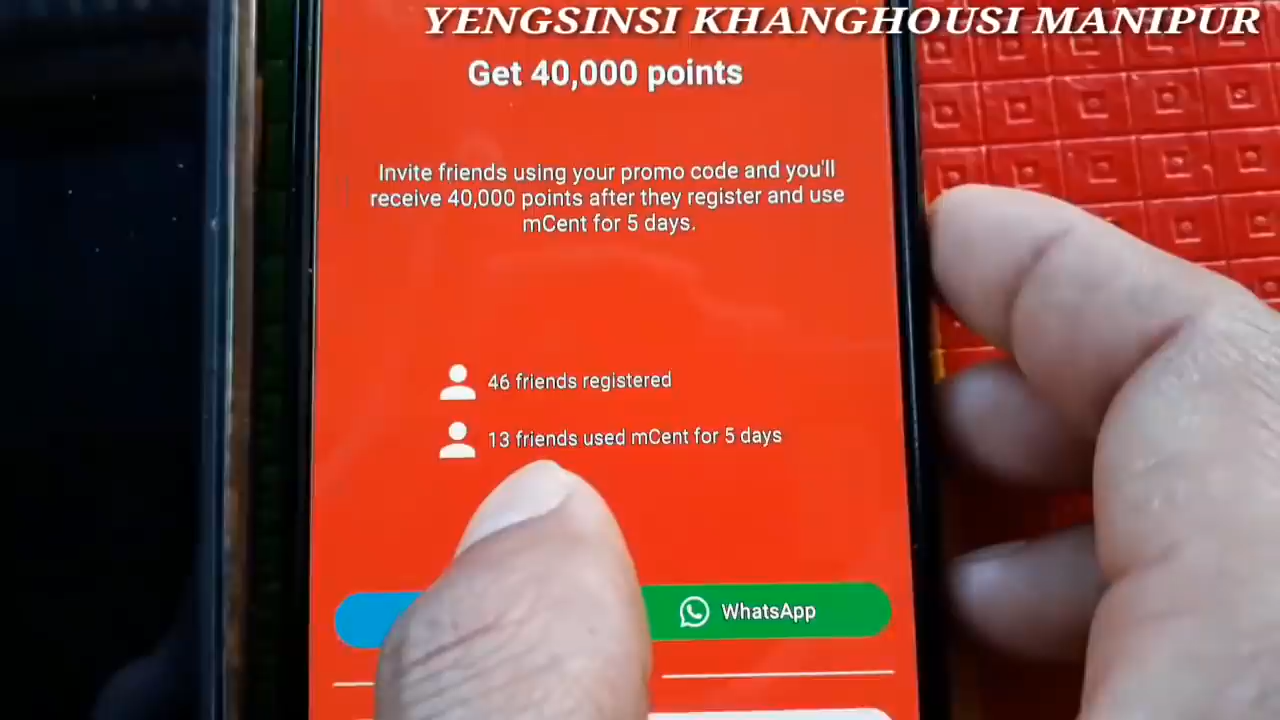 YENGSINSI KHANGHOUSI MANIPUR
Get 40,000 points
Invite friends using your promo code and you'll
receive 40,000 points after they register and use
mCent for 5 days.
46 friends registered
13 friends used mCent for 5 days
WhatsApp